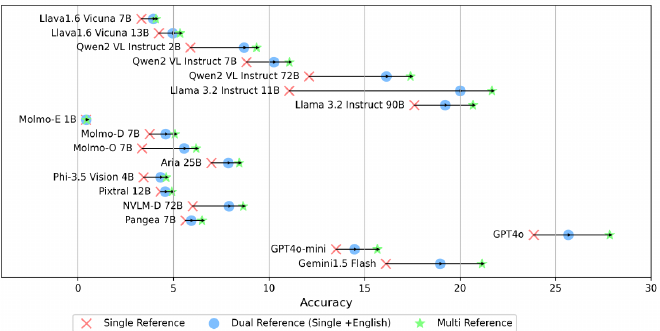 Llava1.6 Vicuna 7B
Llava1.6 Vicuna 13B
Qwen2 VL Instruct 2B
Qwen2 VL Instruct 7B
Qwen2 VL Instruct 72B
Llama 3.2 Instruct 11B
Llama 3.2 Instruct 90B
Molmo-E 1B
Molmo-D 7B
Molmo-O 7B
Aria 25B
Phi-3.5 Vision 4B
Pixtral 12B
NVLM-D 72B
Pangea 7B
GPT4o
GPT4o-mini
Gemini1.5 Flash
0 5 10 15 20 25 30
Accuracy
Single Reference Dual Reference (Single +English) Multi Reference